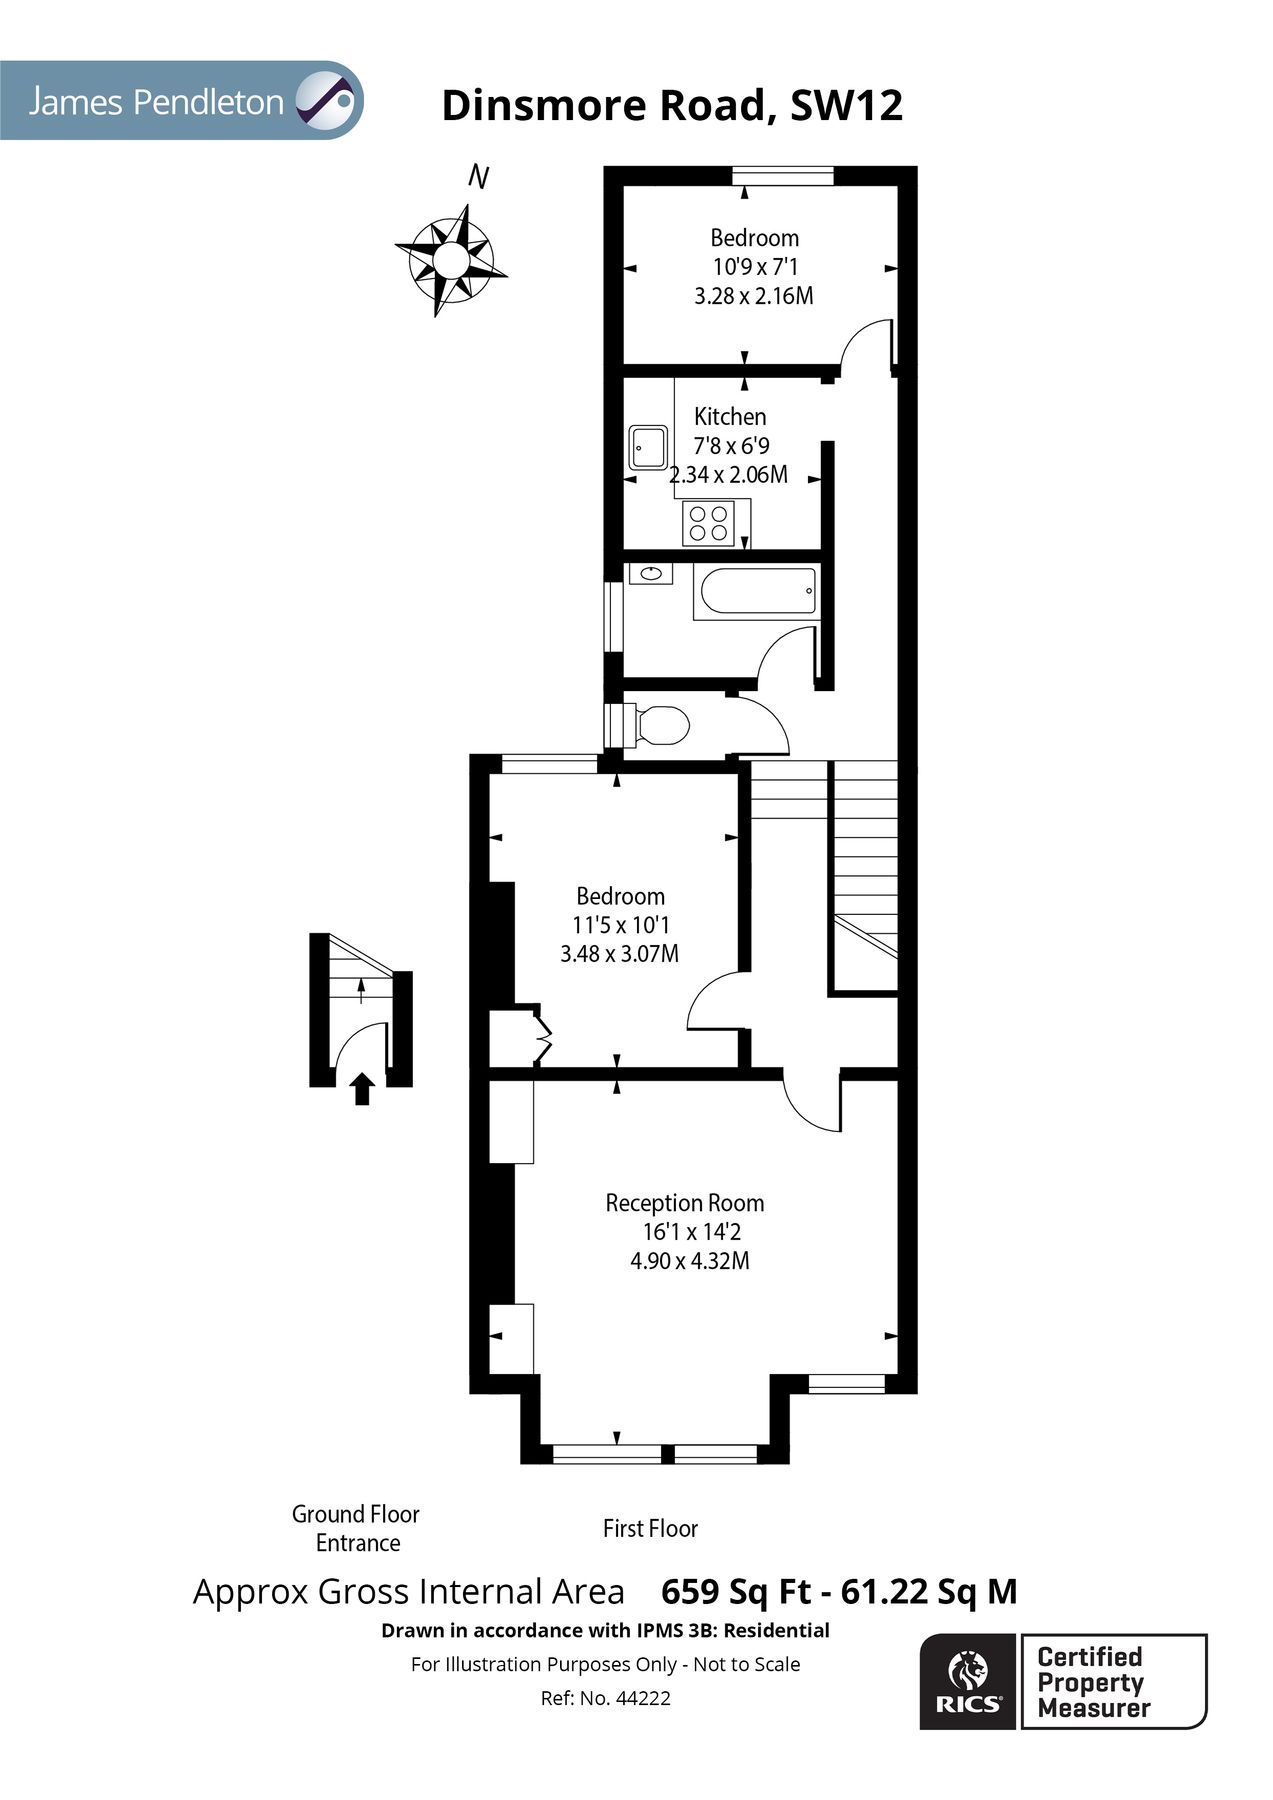 James Pendleton
Dinsmore Road, SW12
N
Bedroom
10'9 x 7'1
3.28 x 2.16M
Kitchen
7'8 x 6'9
2.34 x 2.06M
Bedroom
11'5 x 10'1
3.48 x 3.07M
Reception Room
16'1 x 14'2
4.90 x 4.32M
Ground Floor
Entrance
First Floor
Approx Gross Internal Area 659 Sq Ft - 61.22 Sq M
Drawn in accordance with IPMS 3B: Residential
For Illustration Purposes Only - Not to Scale
Ref: No. 44222
RICS®
Certified
Property
Measurer